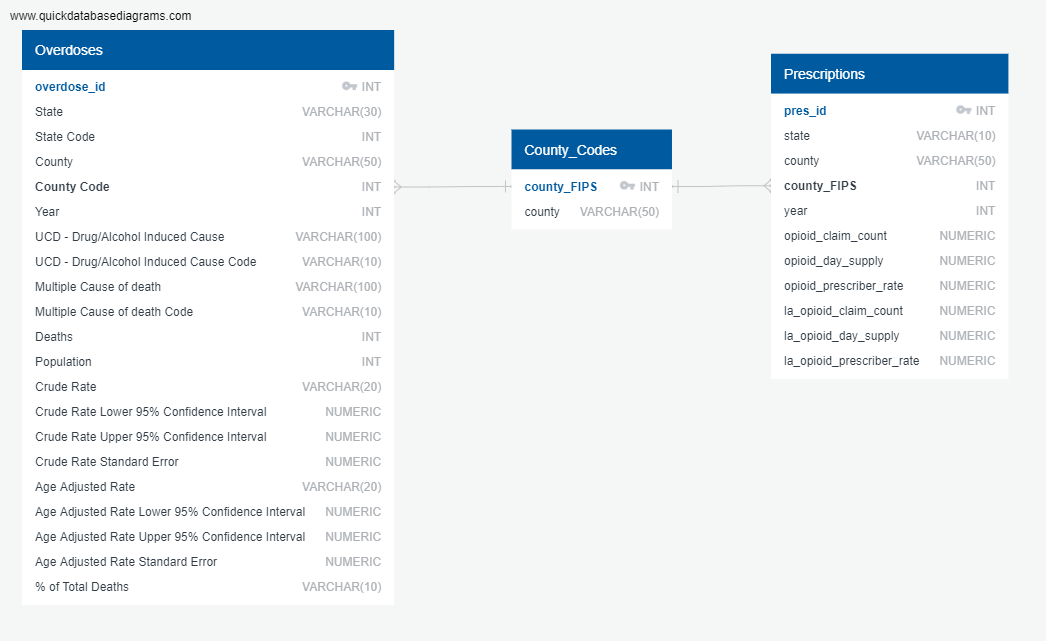 www.quickdatabasediagrams.com
Overdoses
overdose_id INT
State VARCHAR(30)
State Code INT
County VARCHAR(50)
County Code INT
Year INT
UCD - Drug/Alcohol Induced Cause VARCHAR(100)
UCD - Drug/Alcohol Induced Cause Code VARCHAR(10)
Multiple Cause of death VARCHAR(100)
Multiple Cause of death Code VARCHAR(10)
Deaths INT
Population INT
Crude Rate VARCHAR(20)
Crude Rate Lower 95% Confidence Interval NUMERIC
Crude Rate Upper 95% Confidence Interval NUMERIC
Crude Rate Standard Error NUMERIC
Age Adjusted Rate VARCHAR(20)
Age Adjusted Rate Lower 95% Confidence Interval NUMERIC
Age Adjusted Rate Upper 95% Confidence Interval NUMERIC
Age Adjusted Rate Standard Error NUMERIC
% of Total Deaths VARCHAR(10)
County_Codes
county_FIPS INT
county VARCHAR(50)
Prescriptions
pres_id INT
state VARCHAR(10)
county VARCHAR(50)
county_FIPS INT
year INT
opioid_claim_count NUMERIC
opioid_day_supply NUMERIC
opioid_prescriber_rate NUMERIC
la_opioid_claim_count NUMERIC
la_opioid_day_supply NUMERIC
la_opioid_prescriber_rate NUMERIC